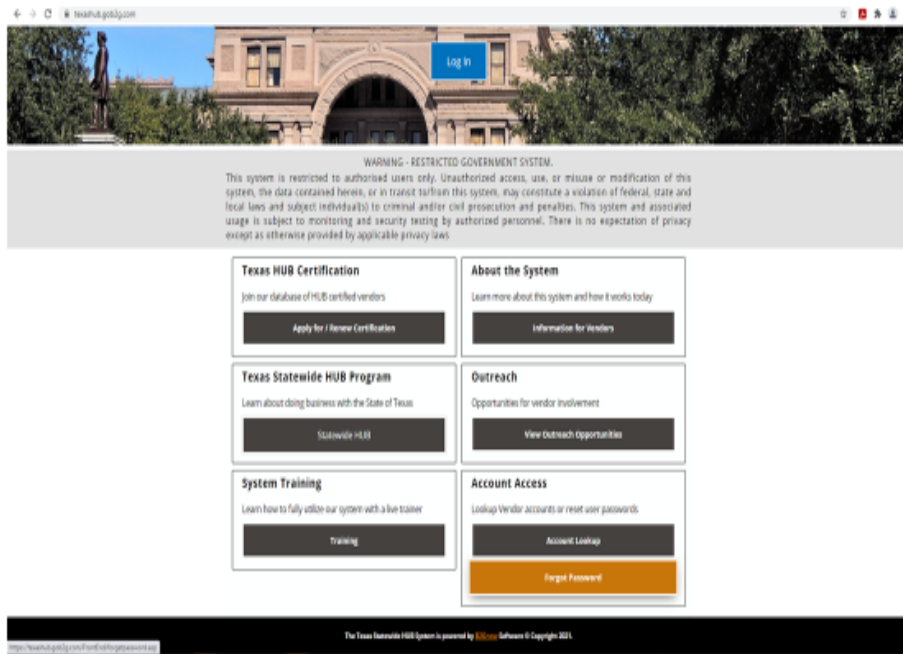 texashub.gob2g.com
Log In
WARNING - RESTRICTED GOVERNMENT SYSTEM.
This system is restricted to authorised users only. Unauthorized access, use, or misuse or modification of this
system, the data contained herein, or in transit to/from this system, may constitute a violation of federal, state and
local laws and subject individual(s) to criminal and/or civil prosecution and penalties. This system and associated
usage is subject to monitoring and security testing by authorized personnel. There is no expectation of privacy
except as otherwise provided by applicable privacy laws
Texas HUB Certification
Join our database of HUB certified vendors
Apply for / Renew Certification
About the System
Learn more about this system and how it works today
Information for Vendors
Texas Statewide HUB Program
Learn about doing business with the State of Texas
Statewide HUB
Outreach
Opportunities for vendor involvement
View Outreach Opportunities
System Training
Learn how to fully utilize our system with a live trainer
Training
Account Access
Lookup Vendor accounts or reset user passwords
Account Lookup
Forgot Password
The Texas Statewide HUB System is powered by B2Gnow Software © Copyright 2021.
https://texashub.gob2g.com/FrontEnd/forgetpassword.asp